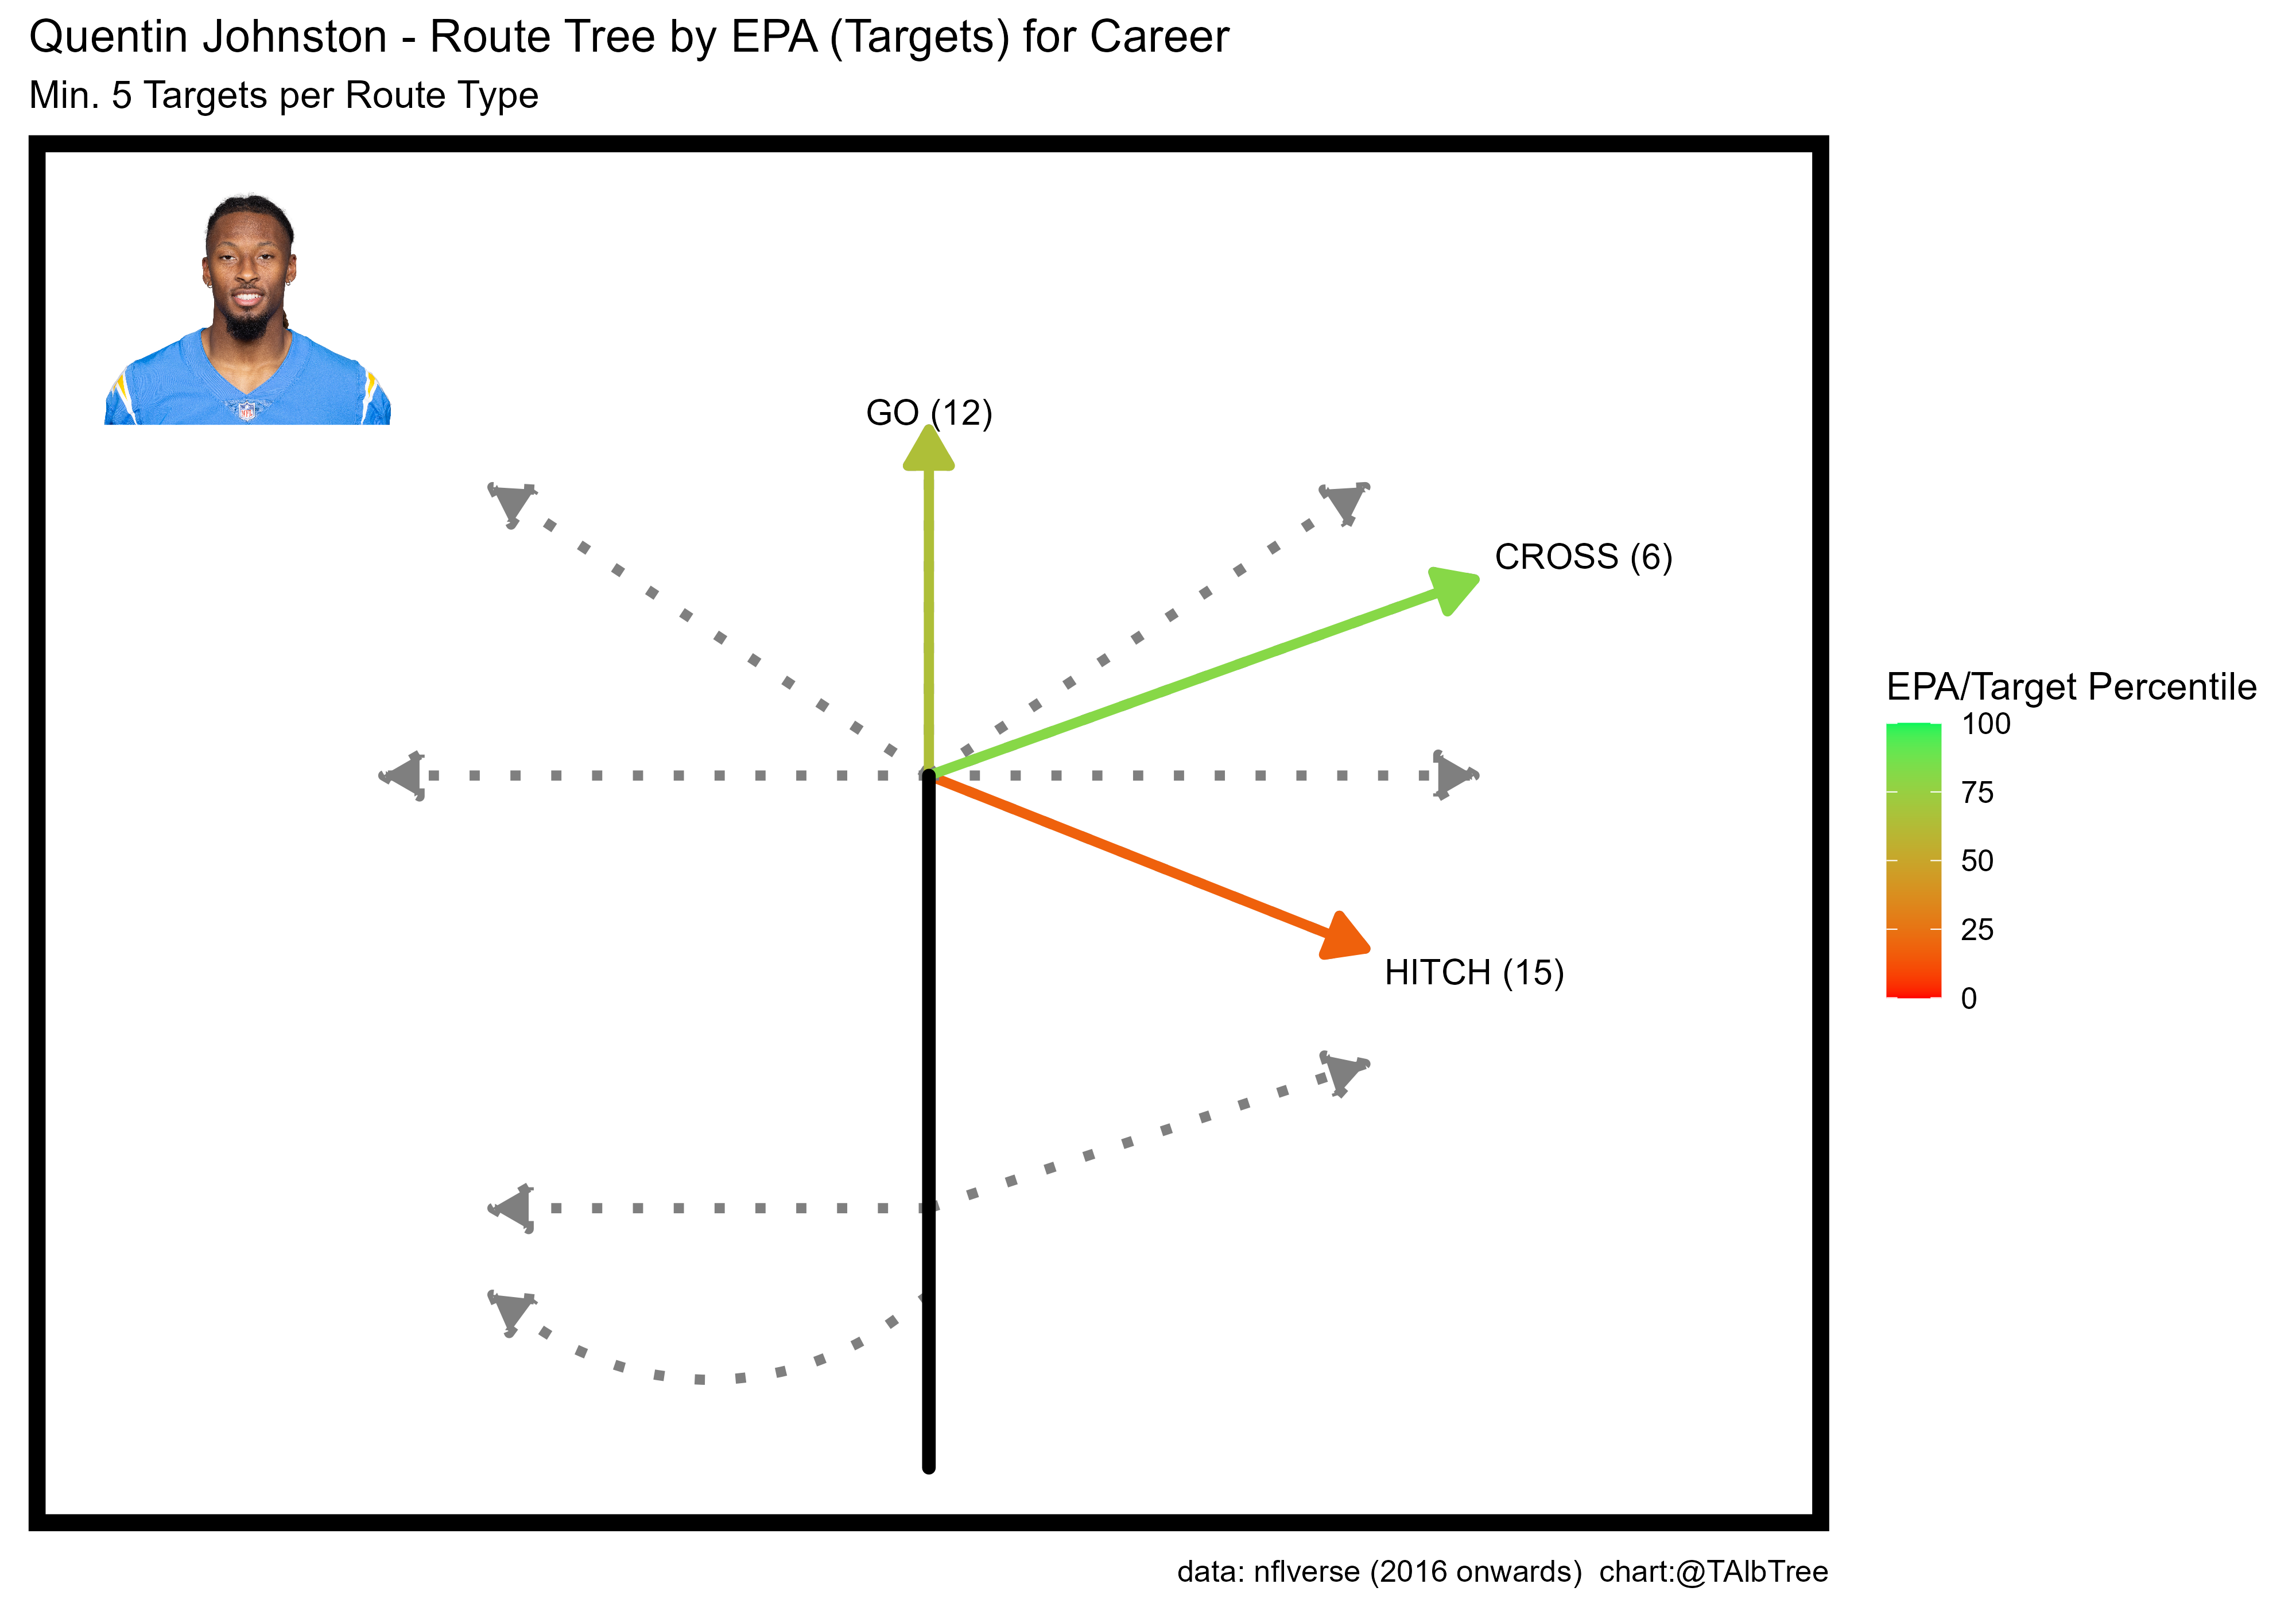 Quentin Johnston - Route Tree by EPA (Targets) for Career
Min. 5 Targets per Route Type
GO (12)
CROSS (6)
HITCH (15)
EPA/Target Percentile
100
75
50
25
0
data: nflverse (2016 onwards)  chart:@TAlbTree